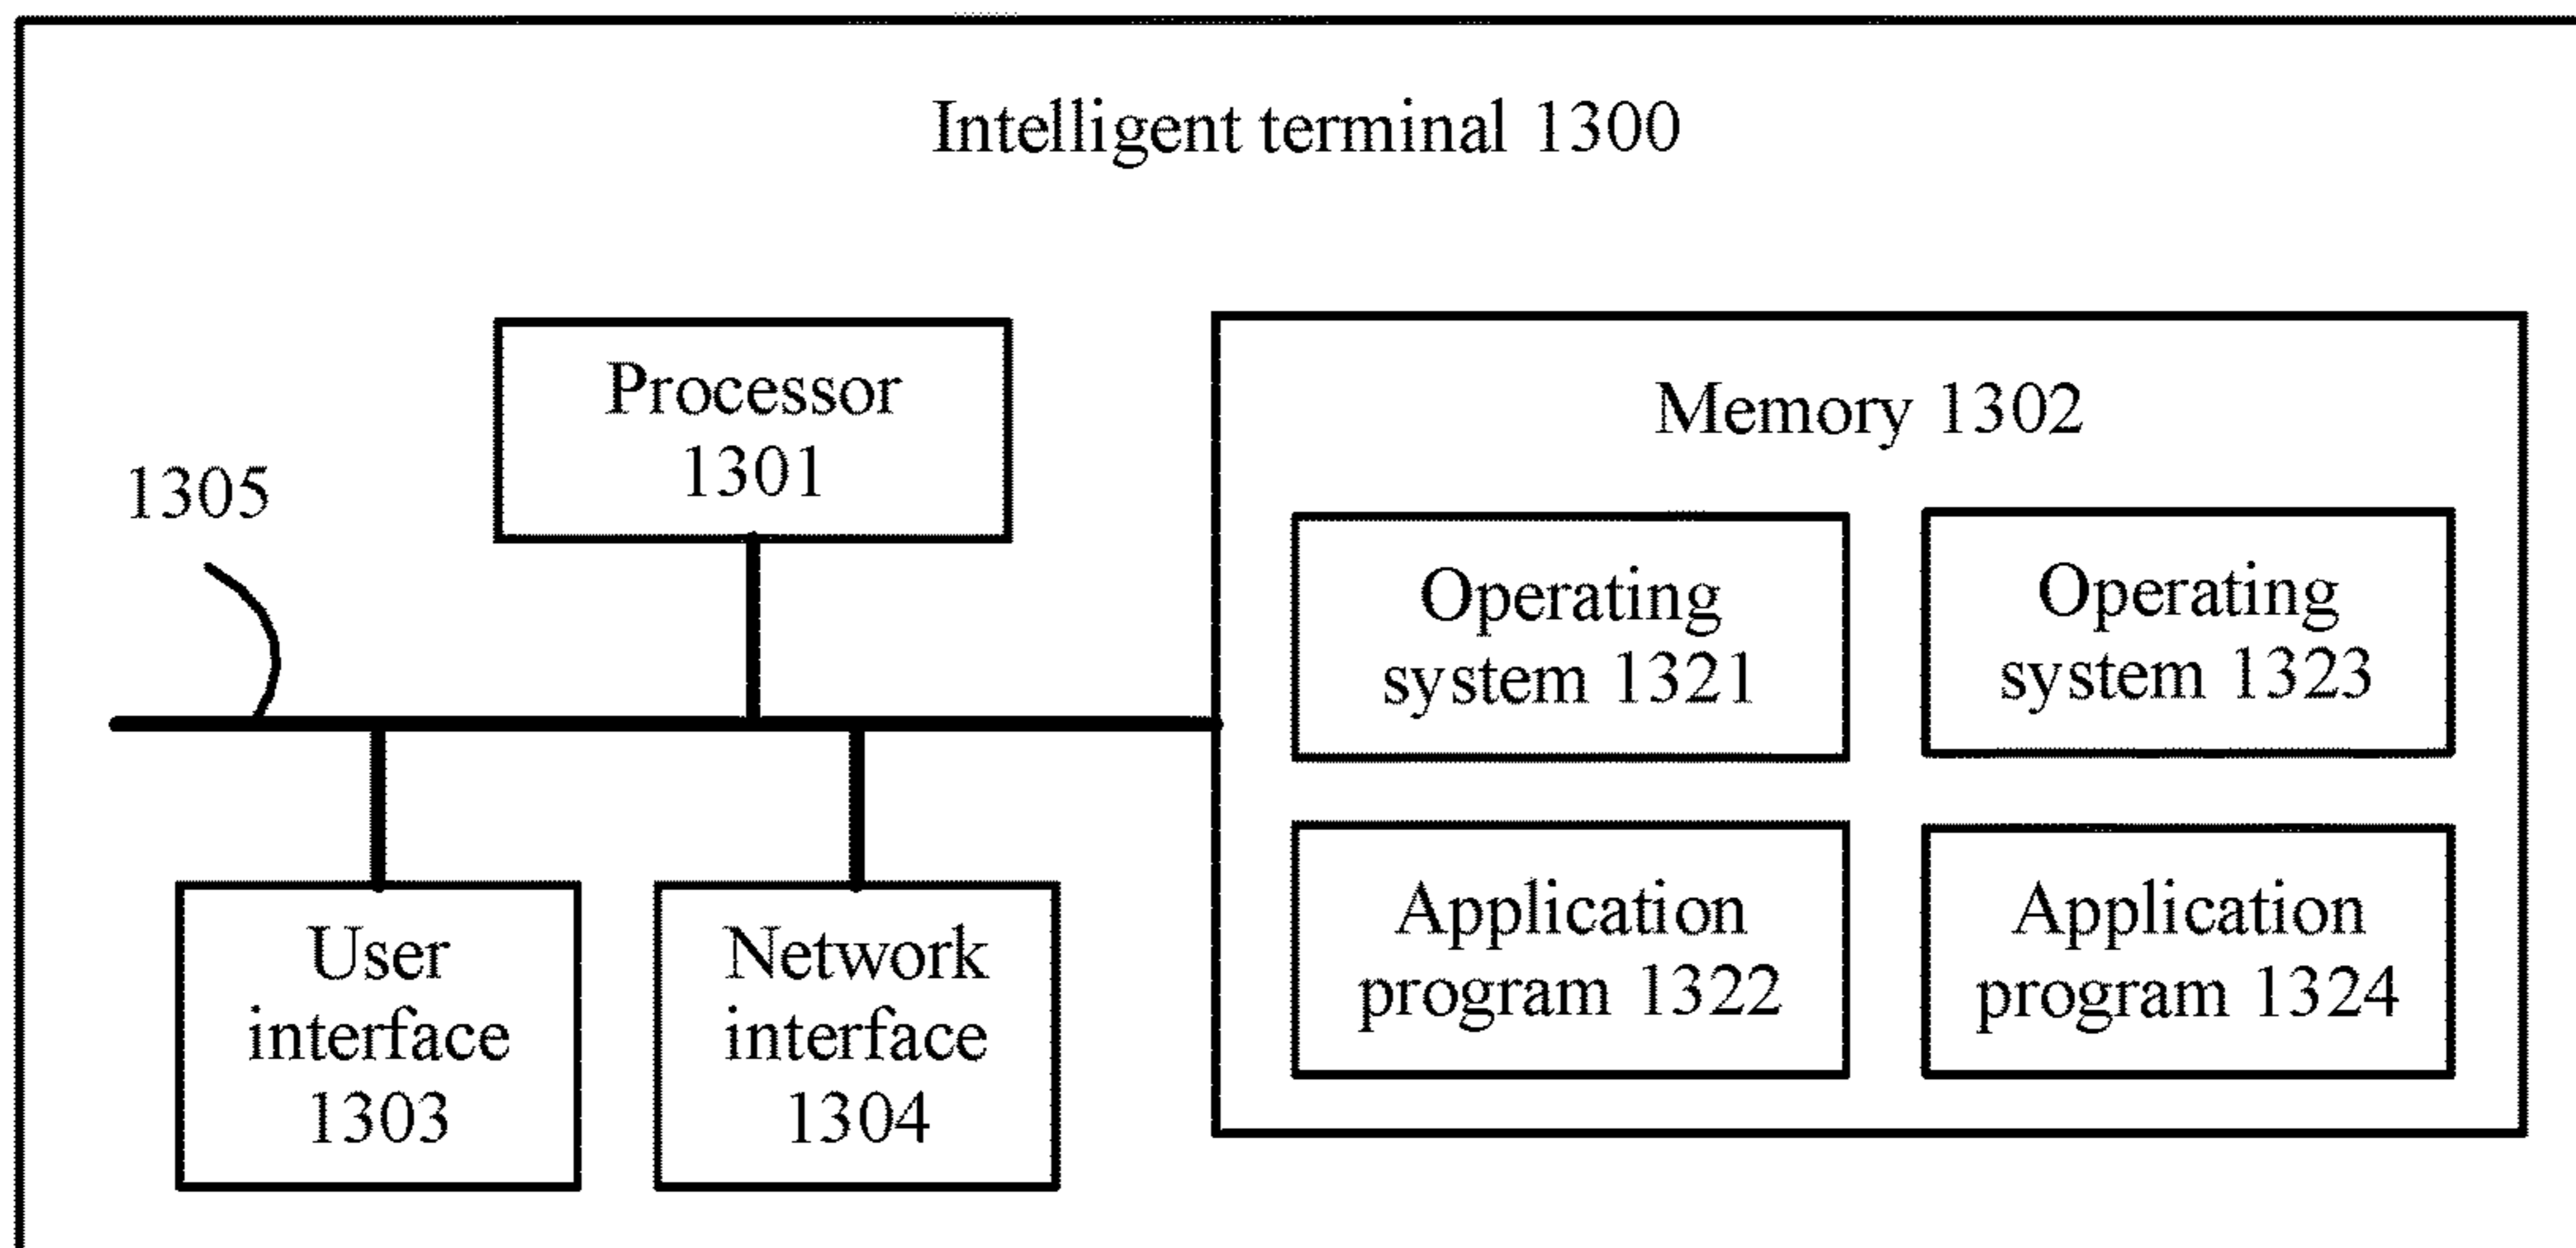 Intelligent terminal 1300
Processor
1301
1305
Memory 1302
Operating
system 1321
Operating
system 1323
Application
program 1322
Application
program 1324
User
interface
1303
Network
interface
1304